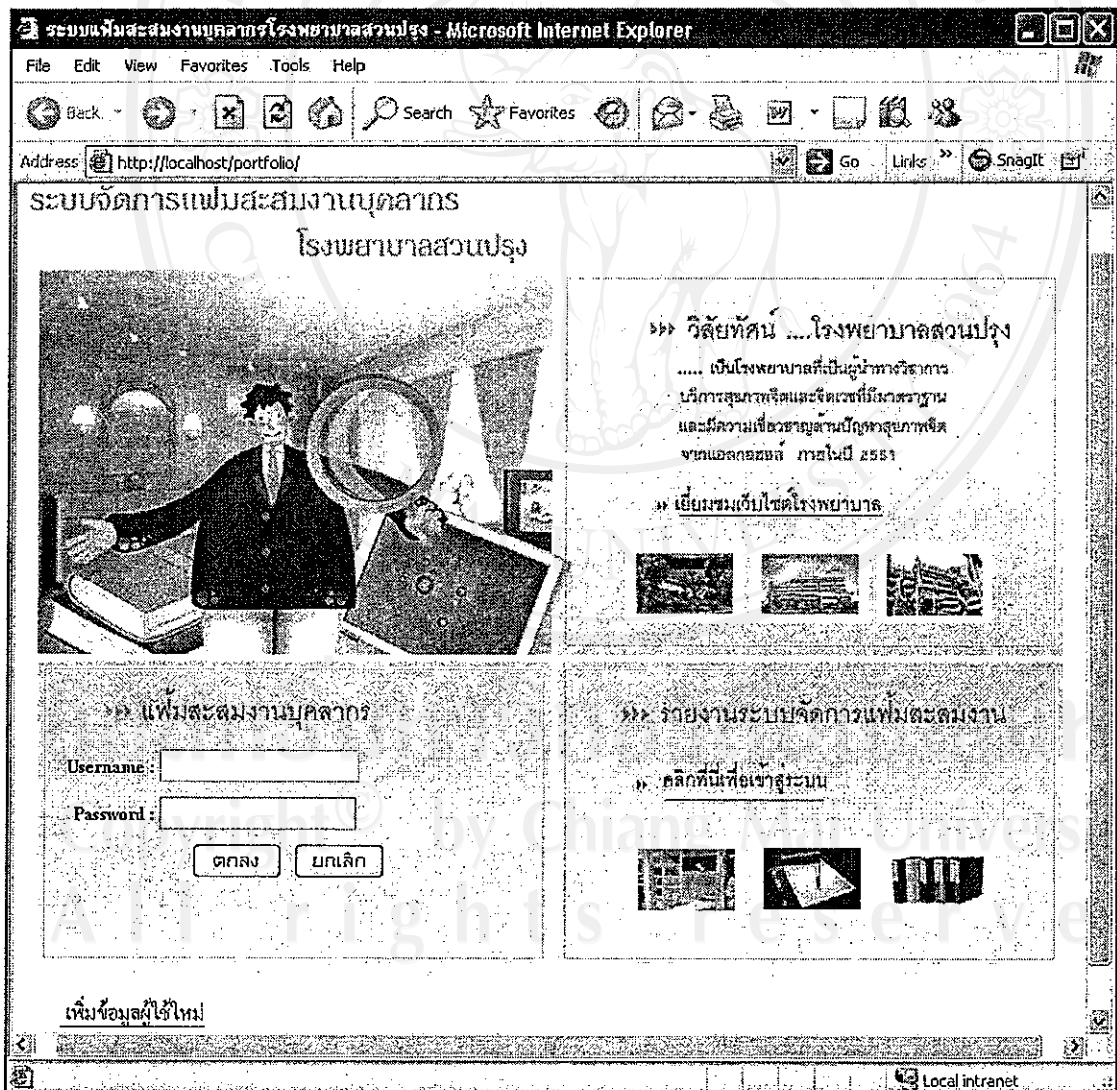 ระบบแฟ้มสะสมงานบุคลากรโรงพยาบาลสวนปรุง - Microsoft Internet Explorer
File Edit View Favorites Tools Help
Back Search Favorites
Address http://localhost/portfolio/ Go Links » SnagIt
ระบบจัดการแฟ้มสะสมงานบุคลากร
โรงพยาบาลสวนปรุง
วิสัยทัศน์ ....โรงพยาบาลสวนปรุง
..... เป็นโรงพยาบาลที่เป็นผู้นำทางวิชาการ
บริการสุขภาพจิตและจิตเวชที่มีมาตราฐาน
และมีความเชี่ยวชาญด้านปัญหาสุขภาพจิต
จากแอลกอฮอล์ ภายในปี 2551
» เยี่ยมชมเว็บไซต์โรงพยาบาล
แฟ้มสะสมงานบุคลากร
Username :
Password :
ตกลง ยกเลิก
รายงานระบบจัดการแฟ้มสะสมงาน
» คลิกที่นี่เพื่อเข้าสู่ระบบ
เพิ่มข้อมูลผู้ใช้ใหม่
Local intranet
Copyright© by Chiang Mai Univers
All rights reserve